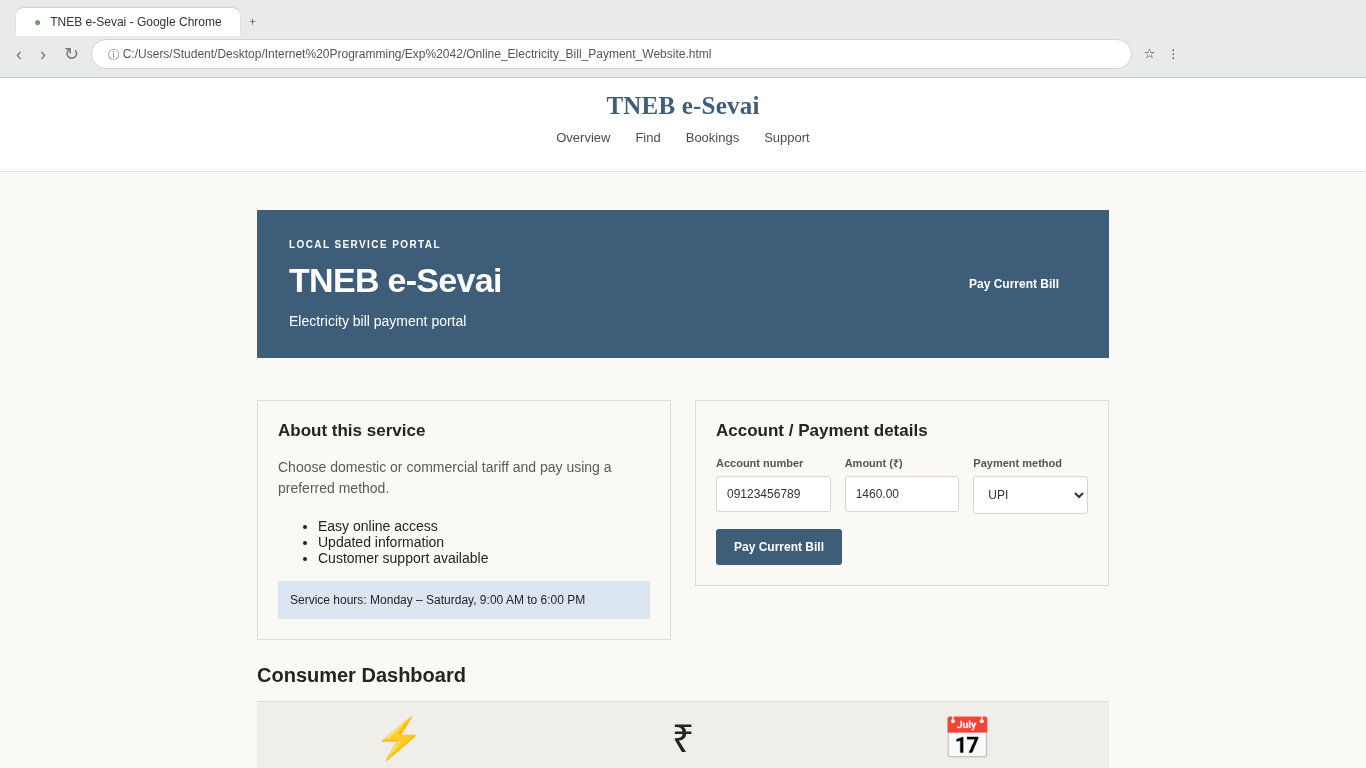 TNEB e-Sevai - Google Chrome
+
C:/Users/Student/Desktop/Internet%20Programming/Exp%2042/Online_Electricity_Bill_Payment_Website.html
TNEB e-Sevai
Overview Find Bookings Support
LOCAL SERVICE PORTAL
TNEB e-Sevai
Electricity bill payment portal
Pay Current Bill
About this service
Choose domestic or commercial tariff and pay using a
preferred method.
• Easy online access
• Updated information
• Customer support available
Service hours: Monday – Saturday, 9:00 AM to 6:00 PM
Account / Payment details
Account number Amount (₹) Payment method
09123456789 1460.00 UPI
Pay Current Bill
Consumer Dashboard
₹
July
17